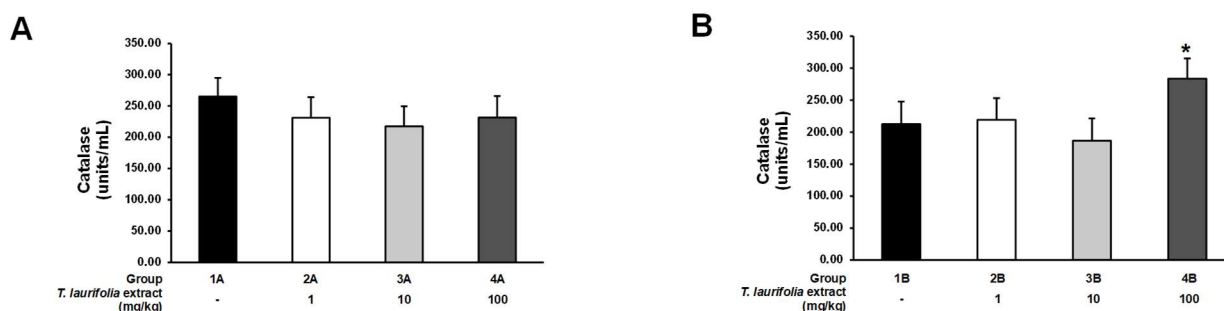 A
Catalase
(units/mL)
350.00
300.00
250.00
200.00
150.00
100.00
50.00
0.00
Group 1A 2A 3A 4A
T. laurifolia extract
(mg/kg) - 1 10 100
B
Catalase
(units/mL)
350.00
300.00
250.00
200.00
150.00
100.00
50.00
0.00
*
Group 1B 2B 3B 4B
T. laurifolia extract
(mg/kg) - 1 10 100